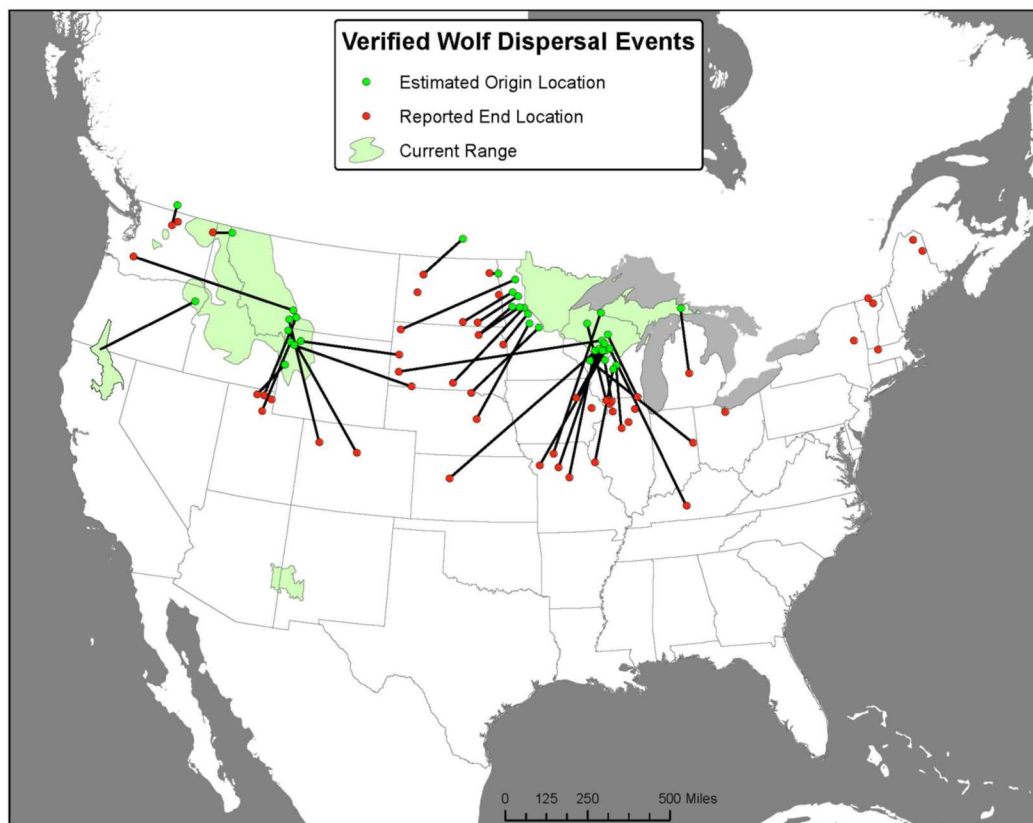 Verified Wolf Dispersal Events
Estimated Origin Location
Reported End Location
Current Range
0 125 250 500 Miles